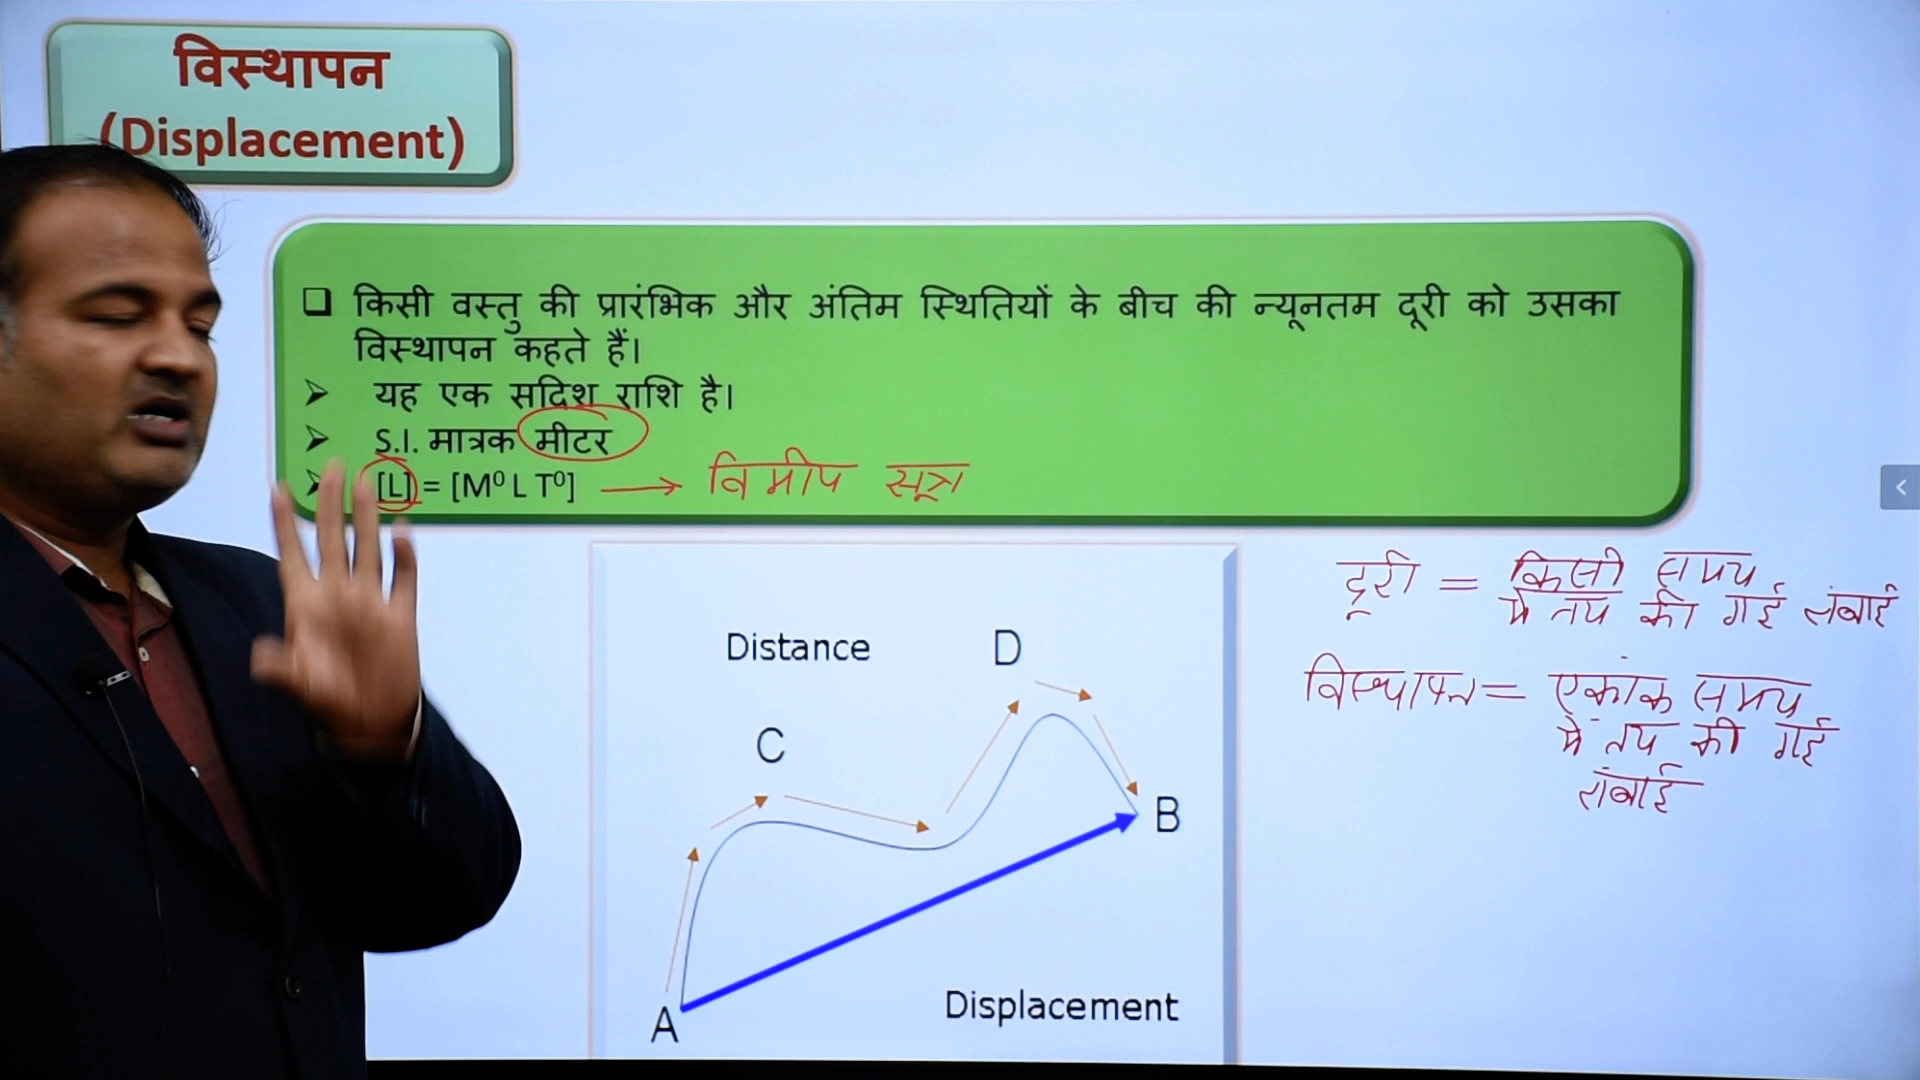 विस्थापन
(Displacement)
❑ किसी वस्तु की प्रारंभिक और अंतिम स्थितियों के बीच की न्यूनतम दूरी को उसका
विस्थापन कहते हैं।
➢ यह एक सदिश राशि है।
➢ S.I. मात्रक मीटर
➢ [L] = [M⁰ L T⁰] → विमीय सूत्र
दूरी = किसी समय
में तय की गई लंबाई
विस्थापन = एकांक समय
में तय की गई
लंबाई
Distance
D
C
B
A
Displacement